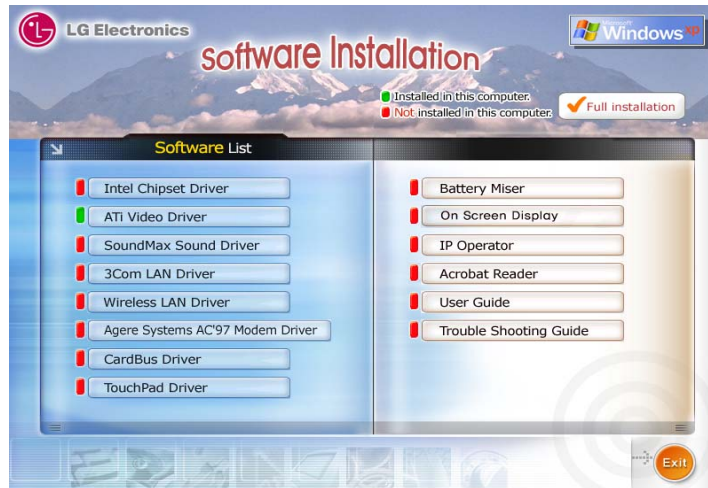 LG Electronics
Software Installation
Microsoft
Windows xp
Installed in this computer.
Not installed in this computer.
Full installation
Software List
Intel Chipset Driver
ATi Video Driver
SoundMax Sound Driver
3Com LAN Driver
Wireless LAN Driver
Agere Systems AC'97 Modem Driver
CardBus Driver
TouchPad Driver
Battery Miser
On Screen Display
IP Operator
Acrobat Reader
User Guide
Trouble Shooting Guide
Exit